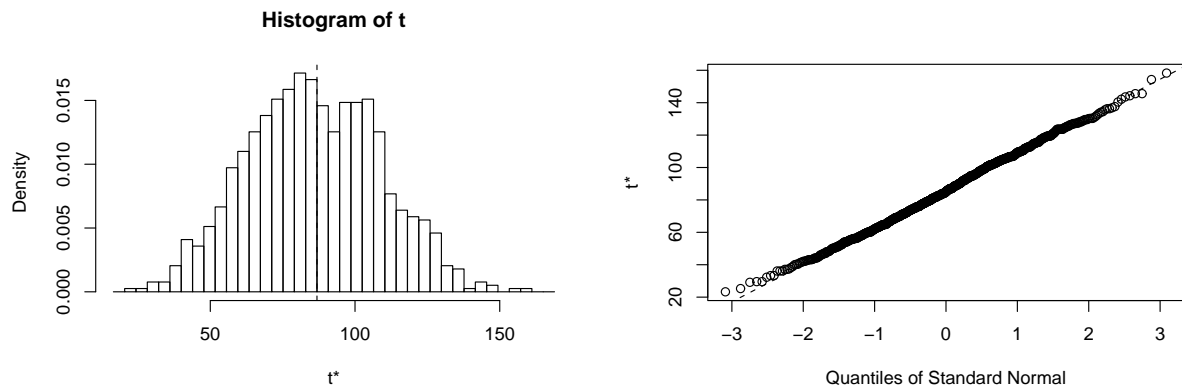 Histogram of t
Density
0.000 0.005 0.010 0.015
50 100 150
t*
t*
20 60 100 140
−3 −2 −1 0 1 2 3
Quantiles of Standard Normal